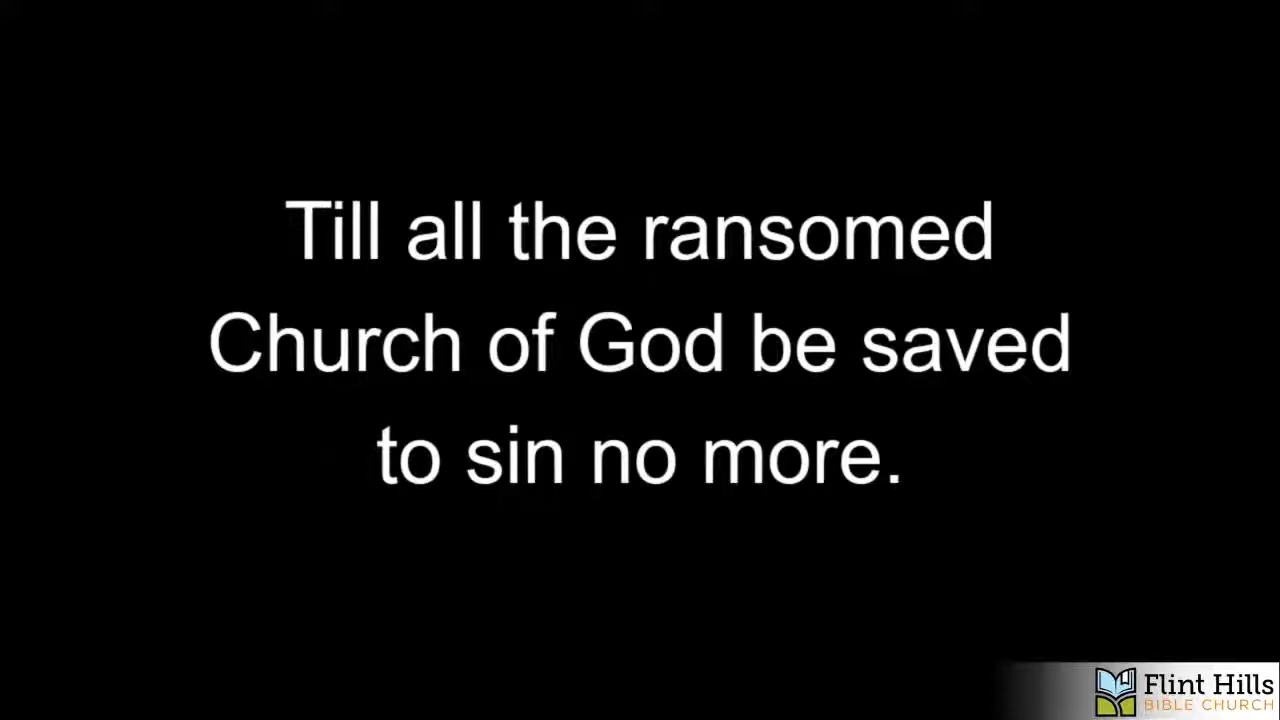 Till all the ransomed
Church of God be saved
to sin no more.
Flint Hills
BIBLE CHURCH